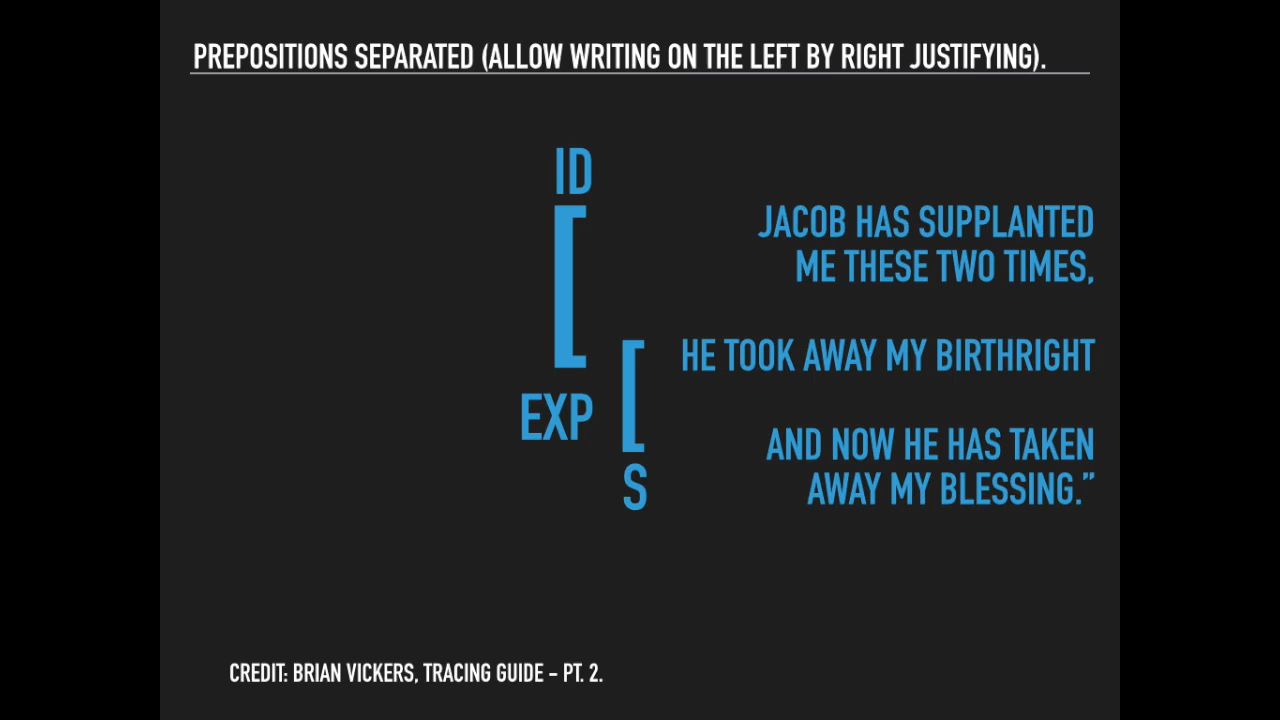 PREPOSITIONS SEPARATED (ALLOW WRITING ON THE LEFT BY RIGHT JUSTIFYING).
ID
JACOB HAS SUPPLANTED
ME THESE TWO TIMES,
HE TOOK AWAY MY BIRTHRIGHT
EXP
AND NOW HE HAS TAKEN
S
AWAY MY BLESSING.”
CREDIT: BRIAN VICKERS, TRACING GUIDE – PT. 2.